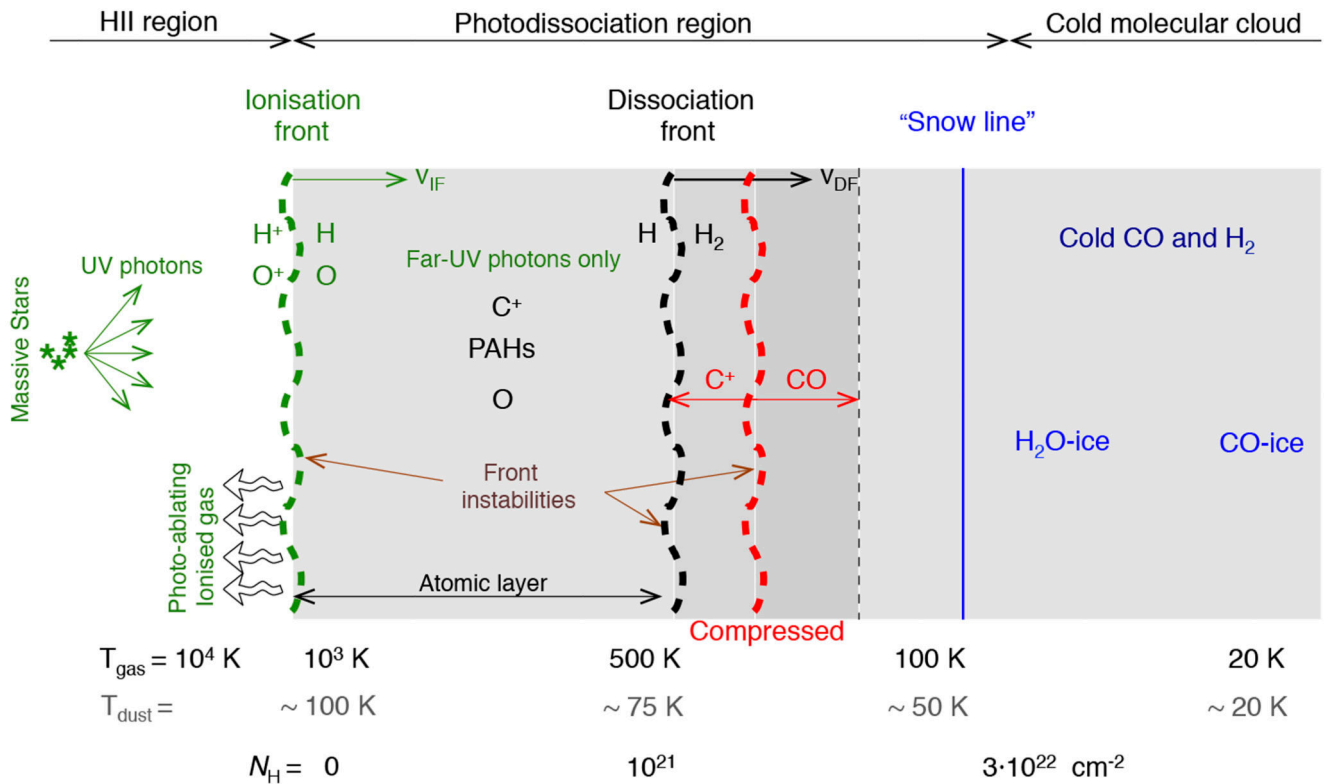 HII region
Photodissociation region
Cold molecular cloud
Ionisation
front
Dissociation
front
“Snow line”
V_IF
V_DF
H⁺ H
O⁺ O
H H₂
UV photons
Far-UV photons only
Cold CO and H₂
Massive Stars
C⁺
PAHs
O
C⁺ CO
H₂O-ice
CO-ice
Front
instabilities
Photo-ablating
Ionised gas
Atomic layer
Compressed
T_gas = 10⁴ K 10³ K 500 K 100 K 20 K
T_dust = ~ 100 K ~ 75 K ~ 50 K ~ 20 K
N_H = 0 10²¹ 3·10²² cm⁻²